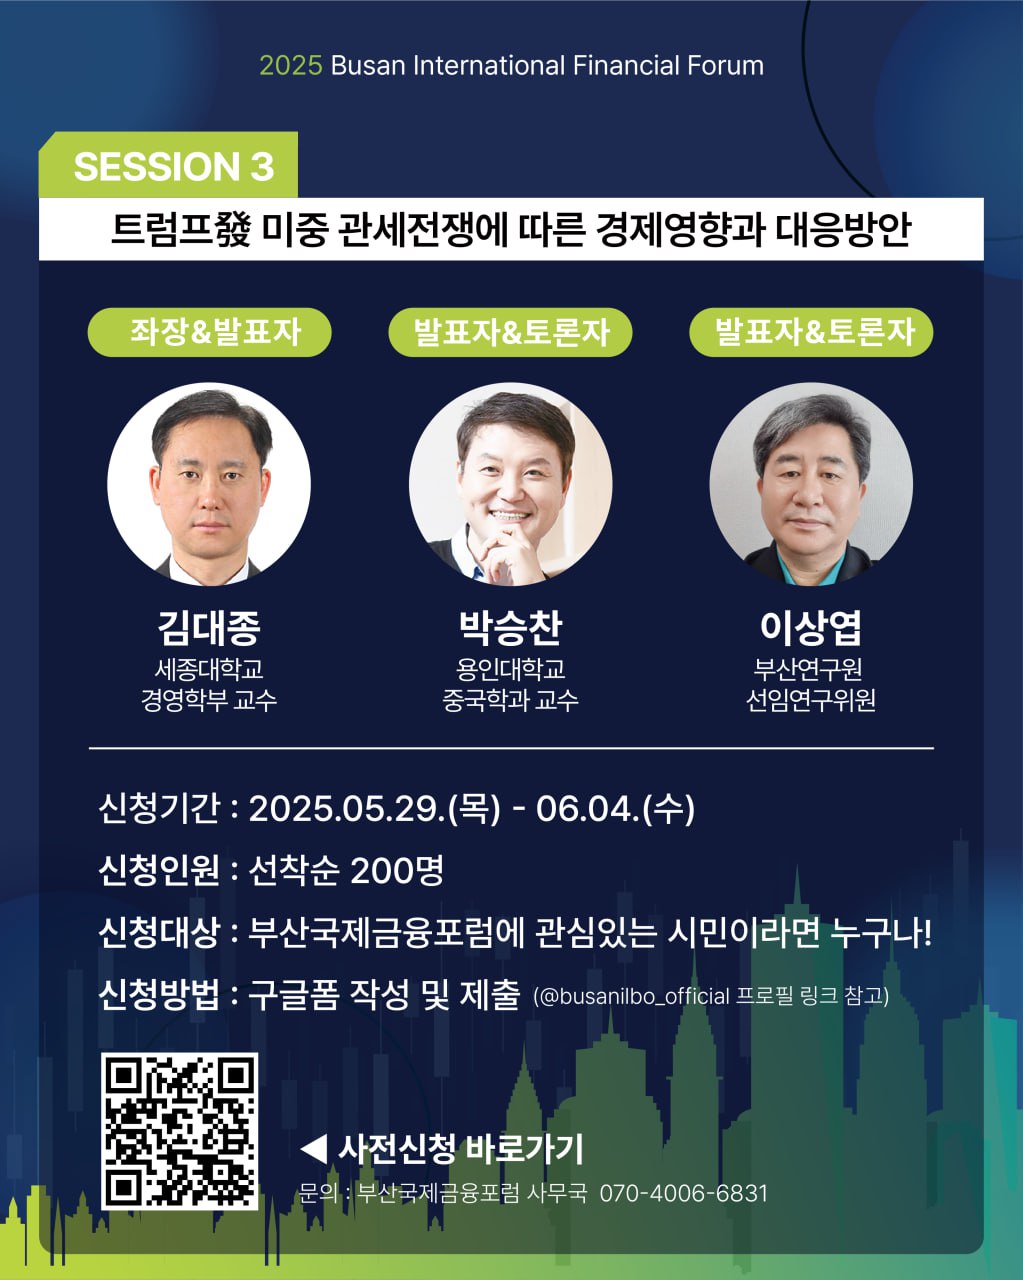 2025 Busan International Financial Forum
SESSION 3
트럼프發 미중 관세전쟁에 따른 경제영향과 대응방안
좌장&발표자
발표자&토론자
발표자&토론자
김대종
세종대학교
경영학부 교수
박승찬
용인대학교
중국학과 교수
이상엽
부산연구원
선임연구위원
신청기간 : 2025.05.29.(목) - 06.04.(수)
신청인원 : 선착순 200명
신청대상 : 부산국제금융포럼에 관심있는 시민이라면 누구나!
신청방법 : 구글폼 작성 및 제출 (@busanilbo_official 프로필 링크 참고)
◀ 사전신청 바로가기
문의 : 부산국제금융포럼 사무국 070-4006-6831